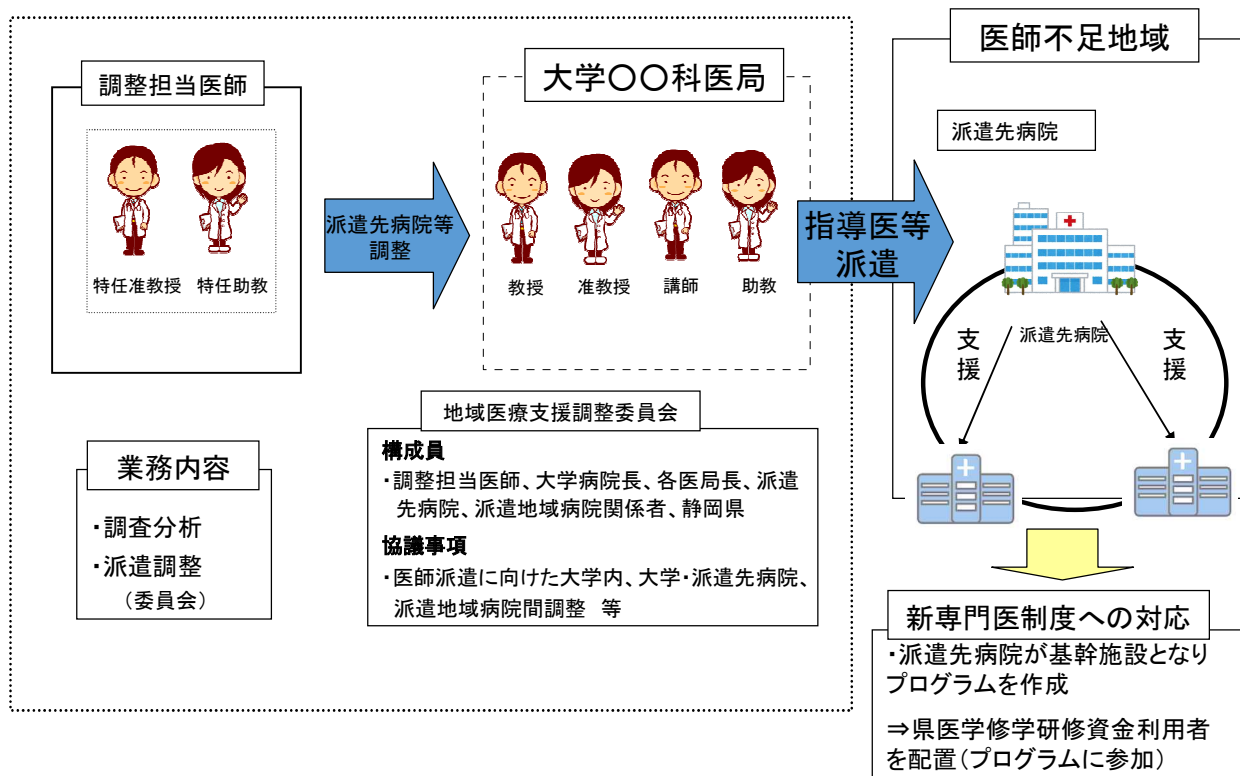 調整担当医師
特任准教授
特任助教
派遣先病院等
調整
大学〇〇科医局
教授
准教授
講師
助教
指導医等
派遣
医師不足地域
派遣先病院
派遣先病院
支援
支援
業務内容
・調査分析
・派遣調整
（委員会）
地域医療支援調整委員会
構成員
・調整担当医師、大学病院長、各医局長、派遣
先病院、派遣地域病院関係者、静岡県
協議事項
・医師派遣に向けた大学内、大学・派遣先病院、
派遣地域病院間調整 等
新専門医制度への対応
・派遣先病院が基幹施設となり
プログラムを作成
⇒県医学修学研修資金利用者
を配置（プログラムに参加）